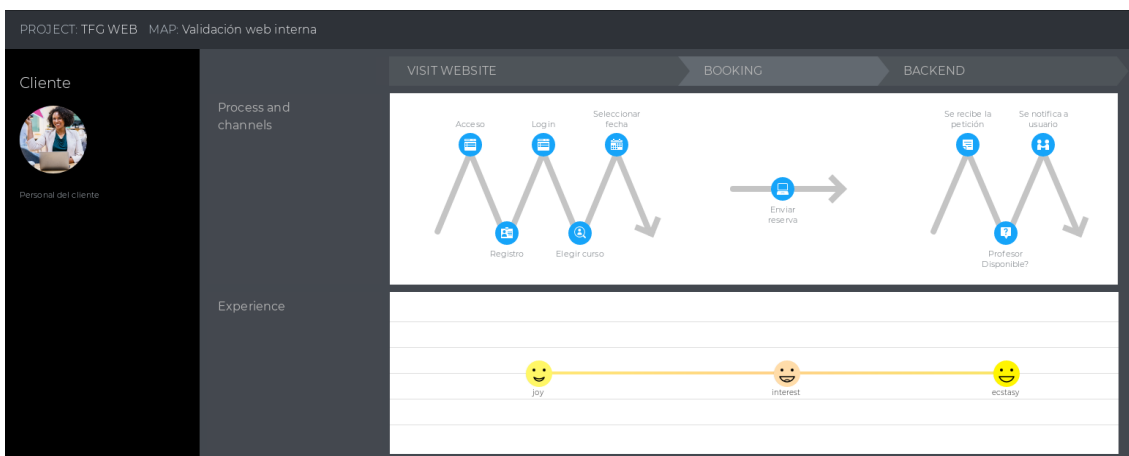 PROJECT: TFG WEB MAP: Validación web interna
Cliente
Personal del cliente
VISIT WEBSITE
BOOKING
BACKEND
Process and
channels
Acceso
Login
Seleccionar
fecha
Registro
Elegir curso
Enviar
reserva
Se recibe la
petición
Se notifica a
usuario
Profesor
Disponible?
Experience
joy
interest
ecstasy